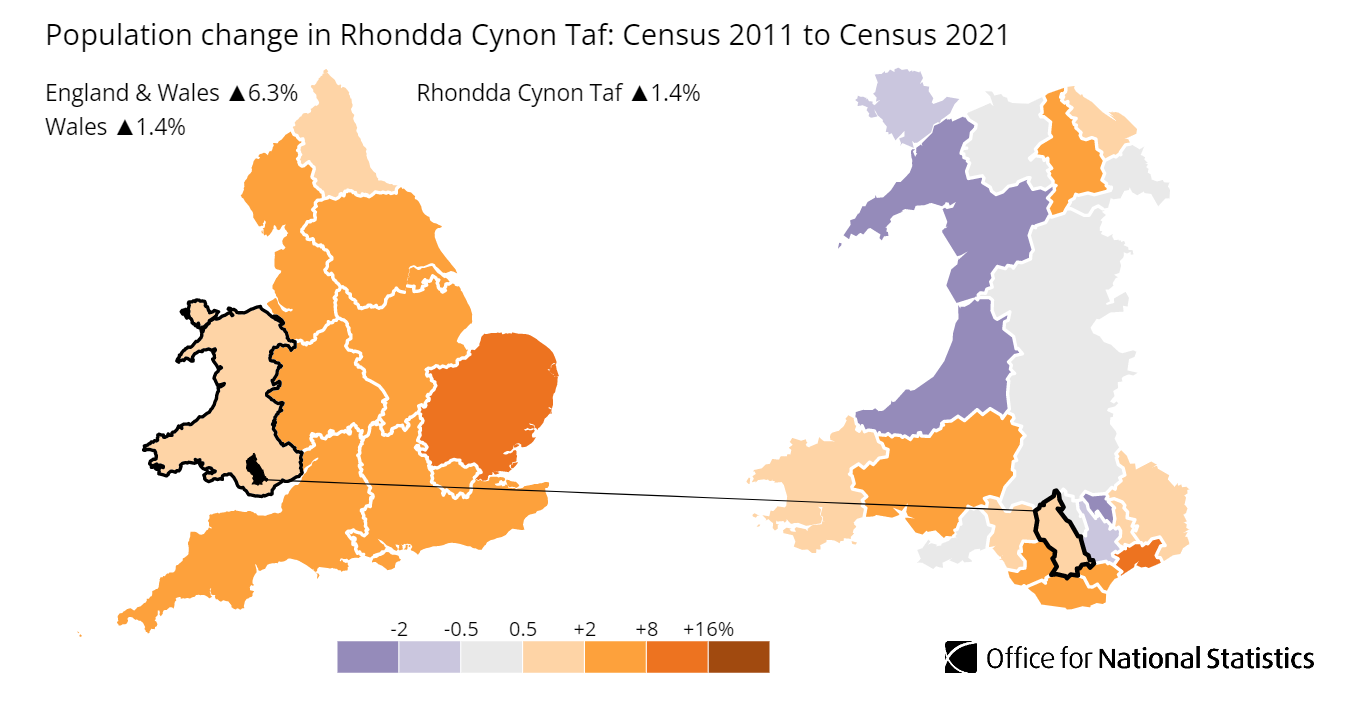 Population change in Rhondda Cynon Taf: Census 2011 to Census 2021
England & Wales ▲6.3%
Rhondda Cynon Taf ▲1.4%
Wales ▲1.4%
-2 -0.5 0.5 +2 +8 +16%
Office for National Statistics